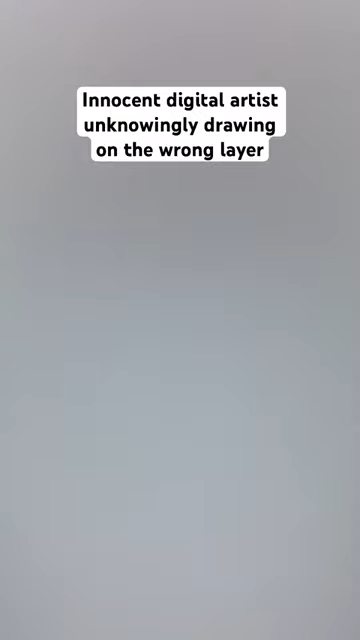 Innocent digital artist
unknowingly drawing
on the wrong layer